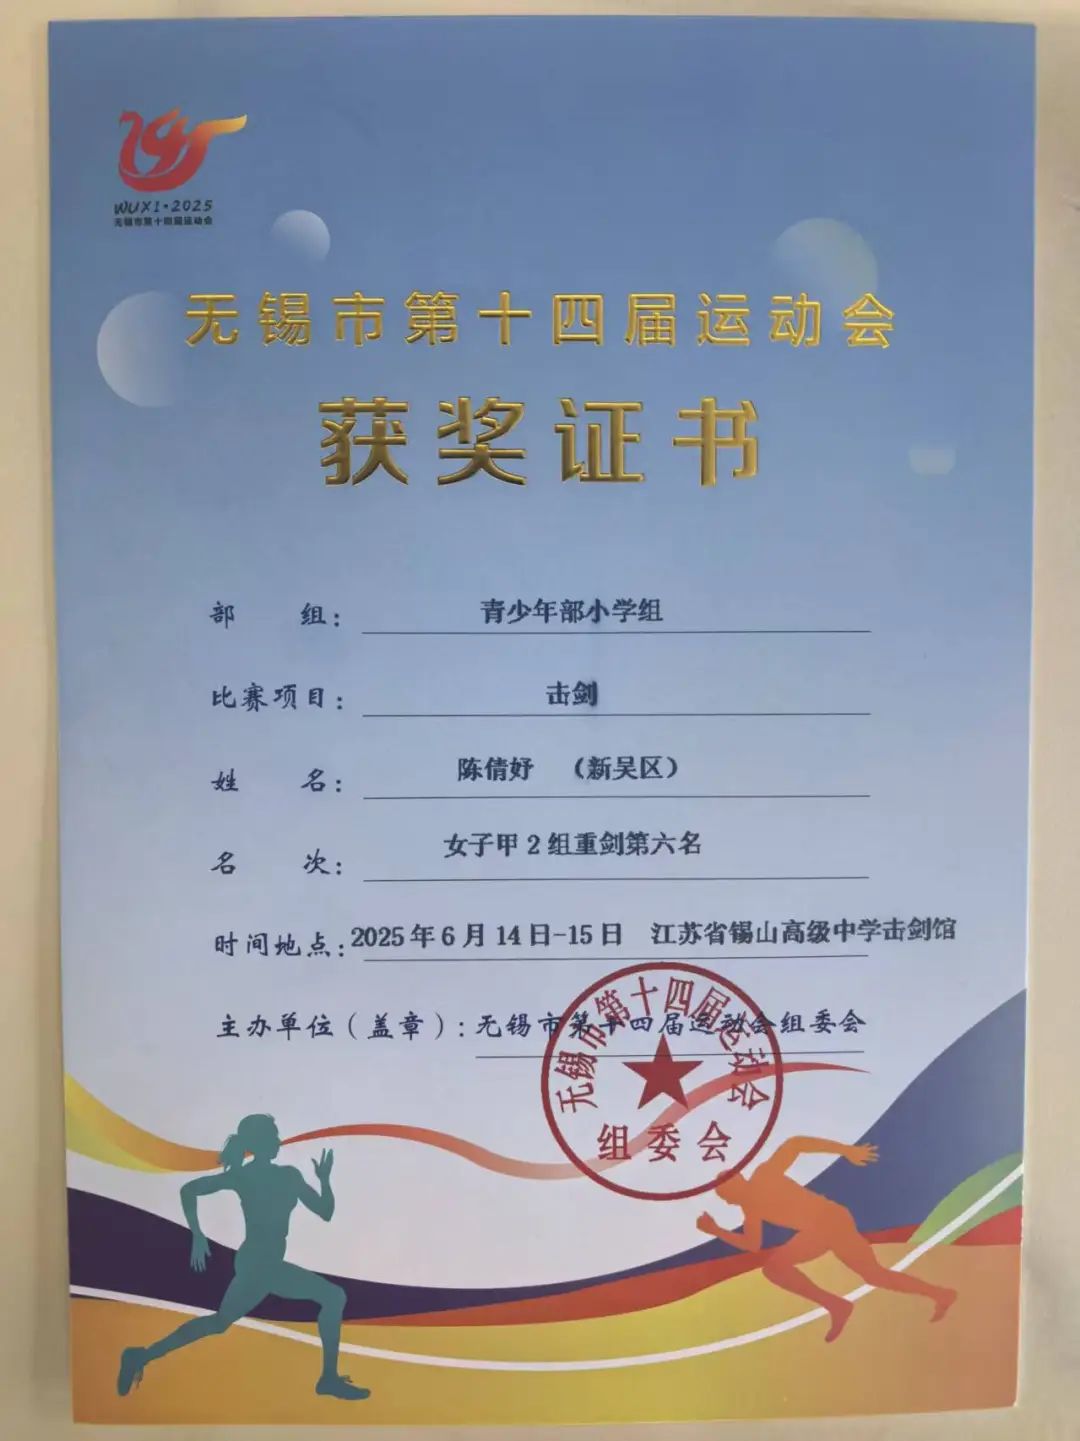 WUXI·2025
无锡市第十四届运动会
无锡市第十四届运动会
获奖证书
部 组： 青少年部小学组
比赛项目： 击剑
姓 名： 陈倩妤 （新吴区）
名 次： 女子甲2组重剑第六名
时间地点： 2025年6月14日-15日 江苏省锡山高级中学击剑馆
主办单位（盖章）：无锡市第十四届运动会组委会
无锡市第十四届运动会
组委会